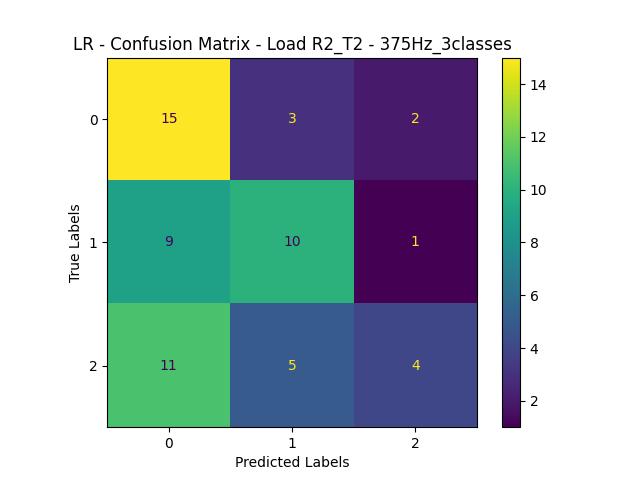 LR - Confusion Matrix - Load R2_T2 - 375Hz_3classes
0 15 3 2
1 9 10 1
2 11 5 4
0 1 2
Predicted Labels
True Labels
14
12
10
8
6
4
2